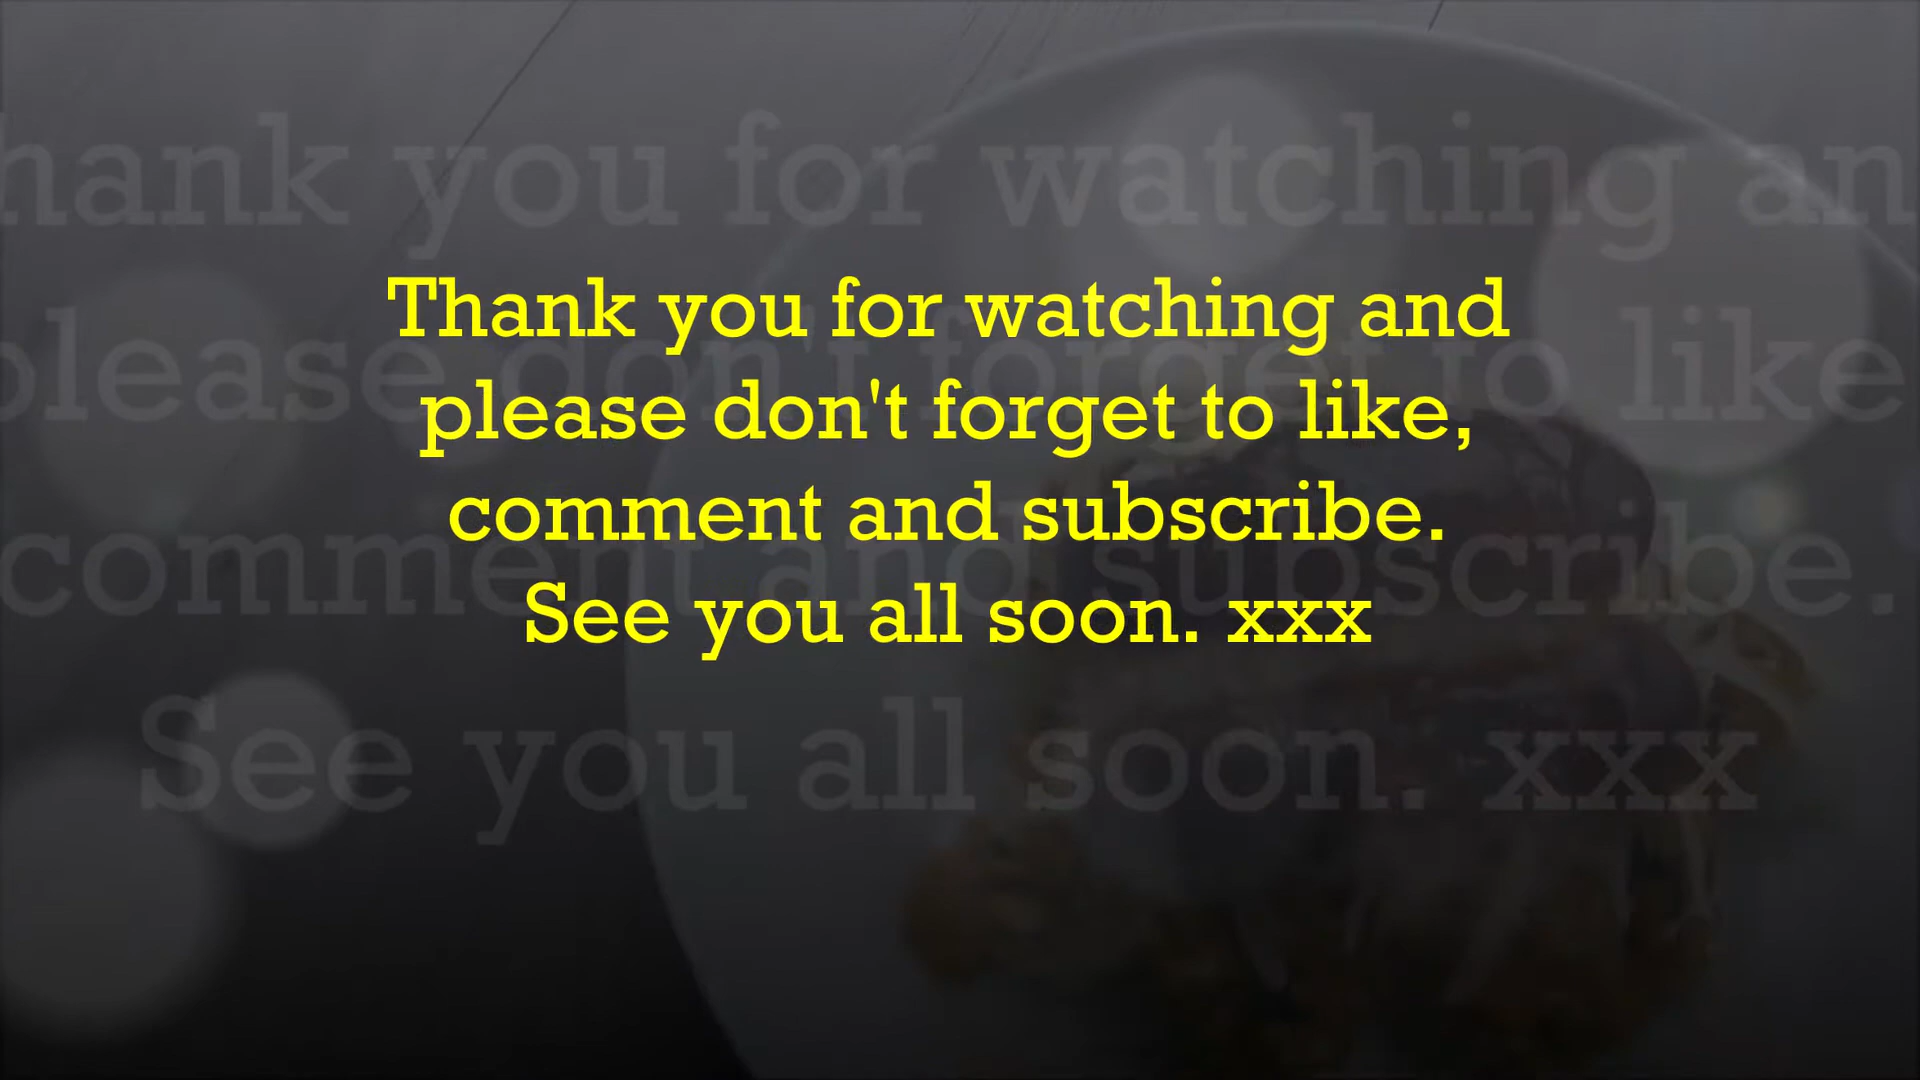 Thank you for watching and
please don't forget to like,
comment and subscribe.
See you all soon. xxx